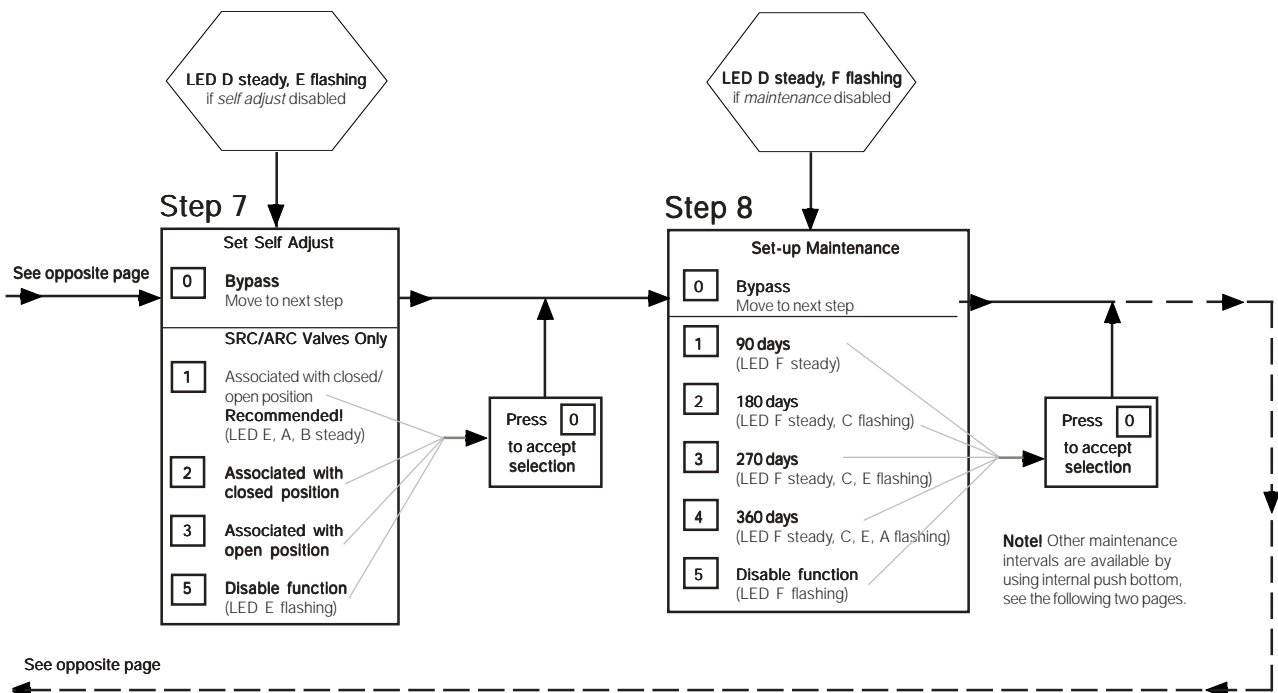 LED D steady, E flashing
if self adjust disabled
LED D steady, F flashing
if maintenance disabled
Step 7
Set Self Adjust
See opposite page
0
Bypass
Move to next step
SRC/ARC Valves Only
1
Associated with closed/
open position
Recommended!
(LED E, A, B steady)
2
Associated with
closed position
3
Associated with
open position
5
Disable function
(LED E flashing)
Press 0
to accept
selection
Step 8
Set-up Maintenance
0
Bypass
Move to next step
1
90 days
(LED F steady)
2
180 days
(LED F steady, C flashing)
3
270 days
(LED F steady, C, E flashing)
4
360 days
(LED F steady, C, E, A flashing)
5
Disable function
(LED F flashing)
Press 0
to accept
selection
Note! Other maintenance
intervals are available by
using internal push bottom,
see the following two pages.
See opposite page